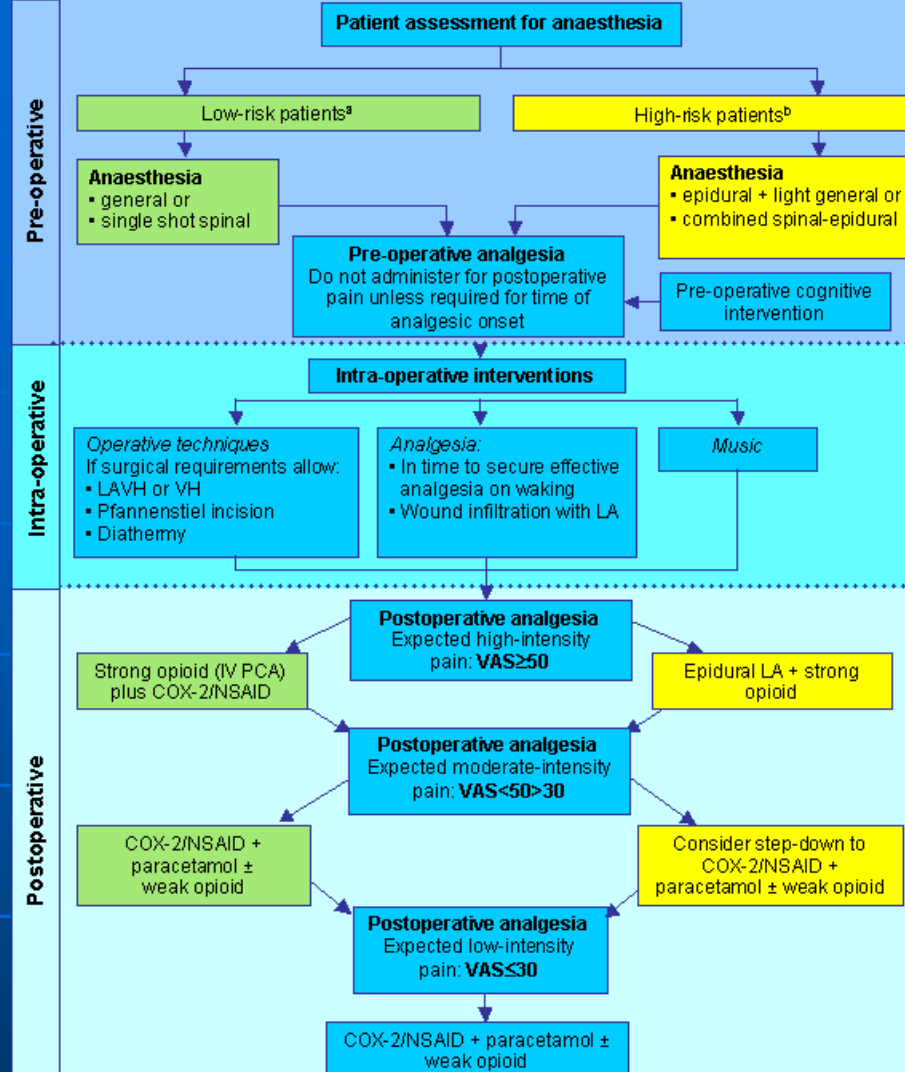 Pre-operative
Patient assessment for anaesthesia
Low-risk patientsᵃ
High-risk patientsᵇ
Anaesthesia
▪ general or
▪ single shot spinal
Anaesthesia
▪ epidural + light general or
▪ combined spinal-epidural
Pre-operative analgesia
Do not administer for postoperative
pain unless required for time of
analgesic onset
Pre-operative cognitive
intervention
Intra-operative
Intra-operative interventions
Operative techniques
If surgical requirements allow:
▪ LAVH or VH
▪ Pfannenstiel incision
▪ Diathermy
Analgesia:
▪ In time to secure effective
analgesia on waking
▪ Wound infiltration with LA
Music
Postoperative
Postoperative analgesia
Expected high-intensity
pain: VAS≥50
Strong opioid (IV PCA)
plus COX-2/NSAID
Epidural LA + strong
opioid
Postoperative analgesia
Expected moderate-intensity
pain: VAS<50>30
COX-2/NSAID +
paracetamol ±
weak opioid
Consider step-down to
COX-2/NSAID +
paracetamol ± weak opioid
Postoperative analgesia
Expected low-intensity
pain: VAS≤30
COX-2/NSAID + paracetamol ±
weak opioid